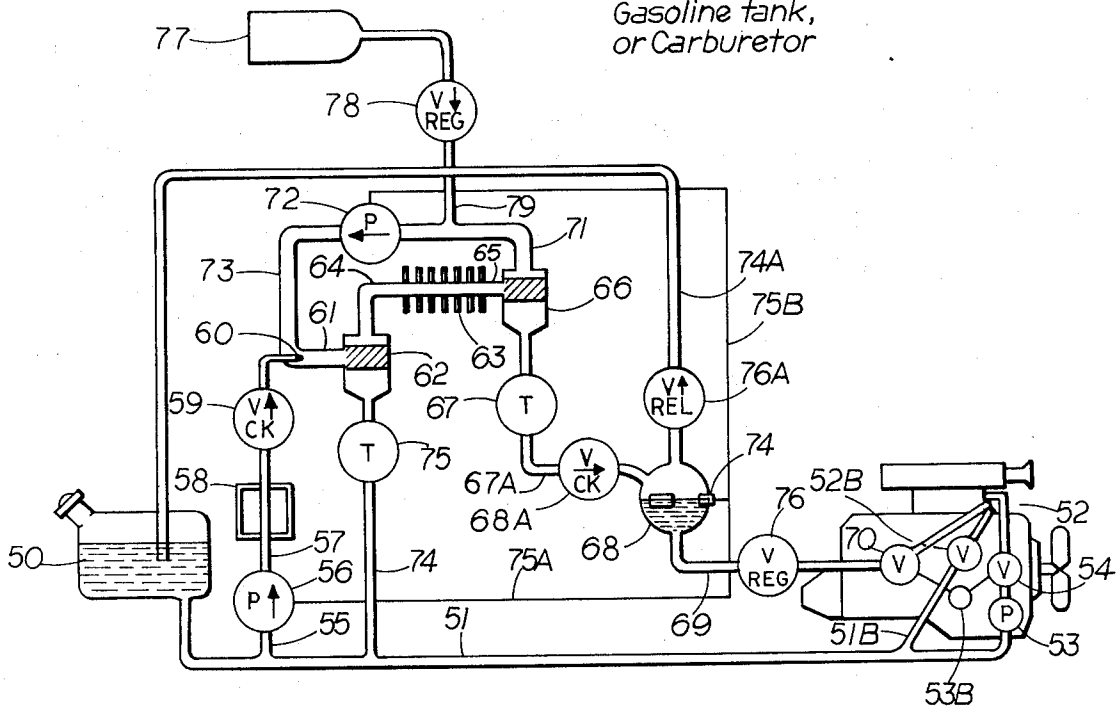 Gasoline tank,
or Carburetor
77
78
V
REG
72
P
79
71
73
64
65
66
74A
75B
61
63
60
62
59
V
CK
67
T
V
REL
76A
T
75
58
67A
V
CK
68A
74
52B
76
52
50
57
68
70
V
V
V
54
V
REG
P
56
74
75A
69
55
51
51B
P
53
53B